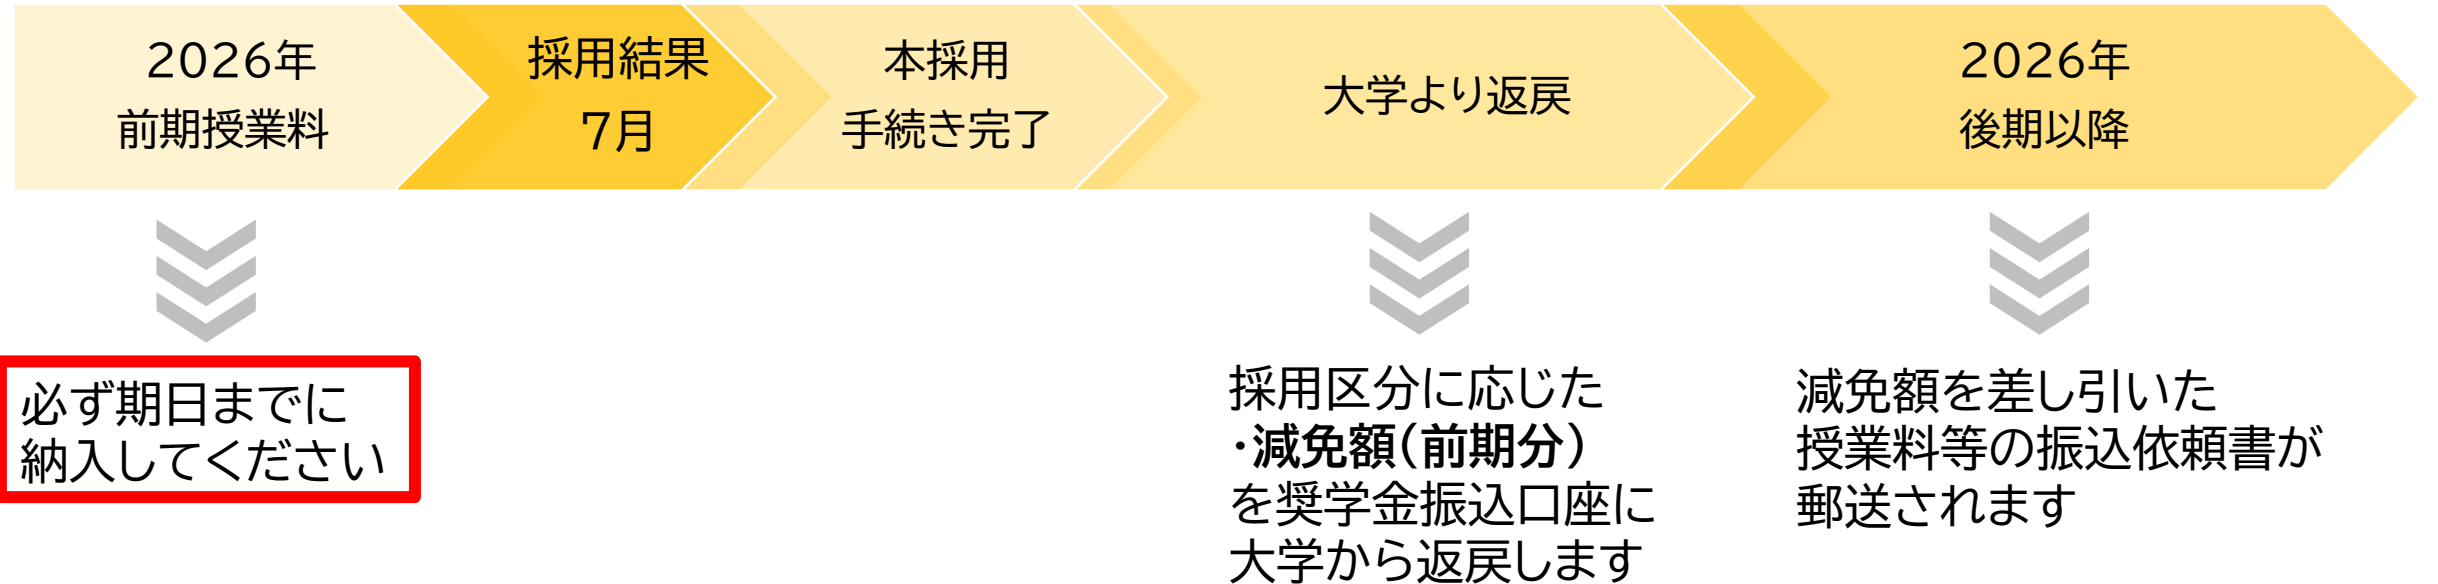 2026年
前期授業料
採用結果
7月
本採用
手続き完了
大学より返戻
2026年
後期以降
必ず期日までに
納入してください
採用区分に応じた
・減免額(前期分)
を奨学金振込口座に
大学から返戻します
減免額を差し引いた
授業料等の振込依頼書が
郵送されます